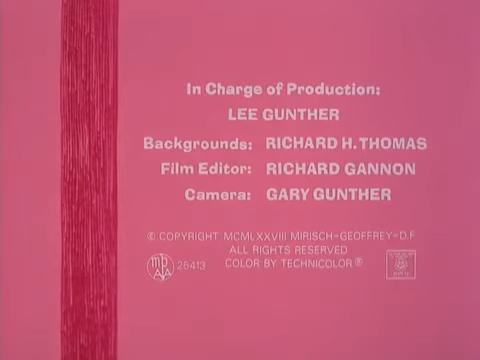 In Charge of Production:
LEE GUNTHER
Backgrounds: RICHARD H. THOMAS
Film Editor: RICHARD GANNON
Camera: GARY GUNTHER
© COPYRIGHT MCMLXXVIII MIRISCH-GEOFFREY-D.F
ALL RIGHTS RESERVED
25413 COLOR BY TECHNICOLOR®